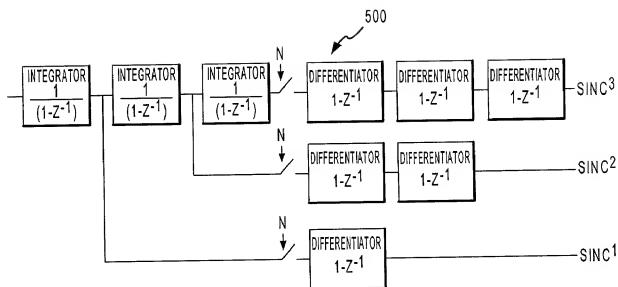 500
N
INTEGRATOR
1
(1-Z⁻¹)
INTEGRATOR
1
(1-Z⁻¹)
INTEGRATOR
1
(1-Z⁻¹)
DIFFERENTIATOR
1-Z⁻¹
DIFFERENTIATOR
1-Z⁻¹
DIFFERENTIATOR
1-Z⁻¹
SINC³
N
DIFFERENTIATOR
1-Z⁻¹
DIFFERENTIATOR
1-Z⁻¹
SINC²
N
DIFFERENTIATOR
1-Z⁻¹
SINC¹